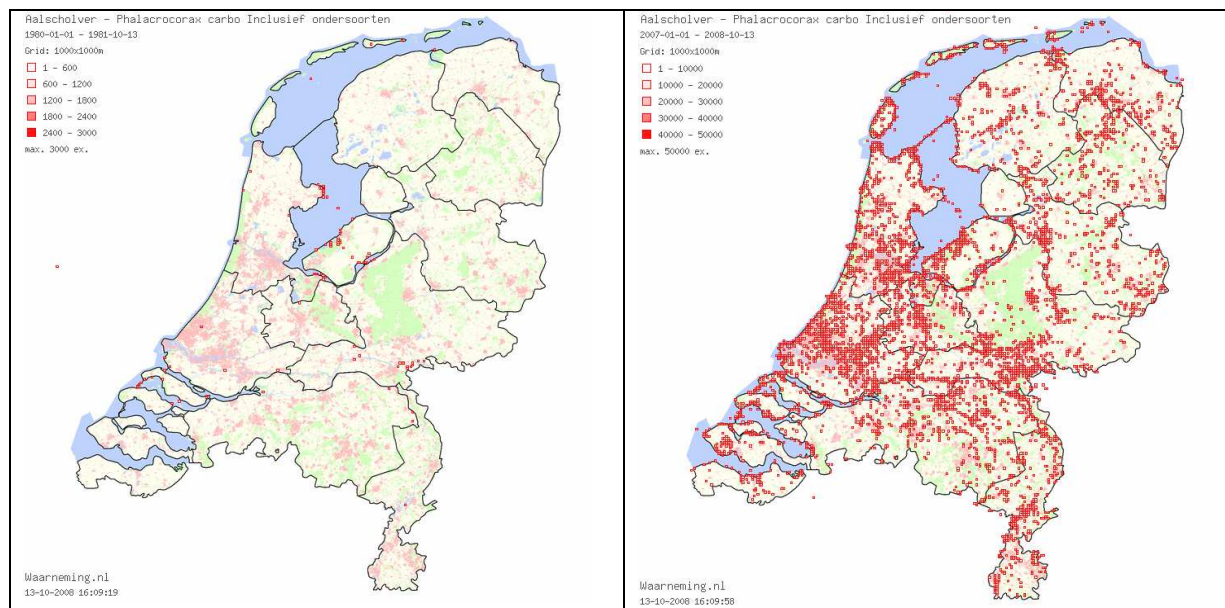 Aalscholver - Phalacrocorax carbo Inclusief ondersoorten
1980-01-01 - 1981-10-13
Grid: 1000x1000m
1 - 600
600 - 1200
1200 - 1800
1800 - 2400
2400 - 3000
max. 3000 ex.
Waarneming.nl
13-10-2008 16:09:19
Aalscholver - Phalacrocorax carbo Inclusief ondersoorten
2007-01-01 - 2008-10-13
Grid: 1000x1000m
1 - 10000
10000 - 20000
20000 - 30000
30000 - 40000
40000 - 50000
max. 50000 ex.
Waarneming.nl
13-10-2008 16:09:58